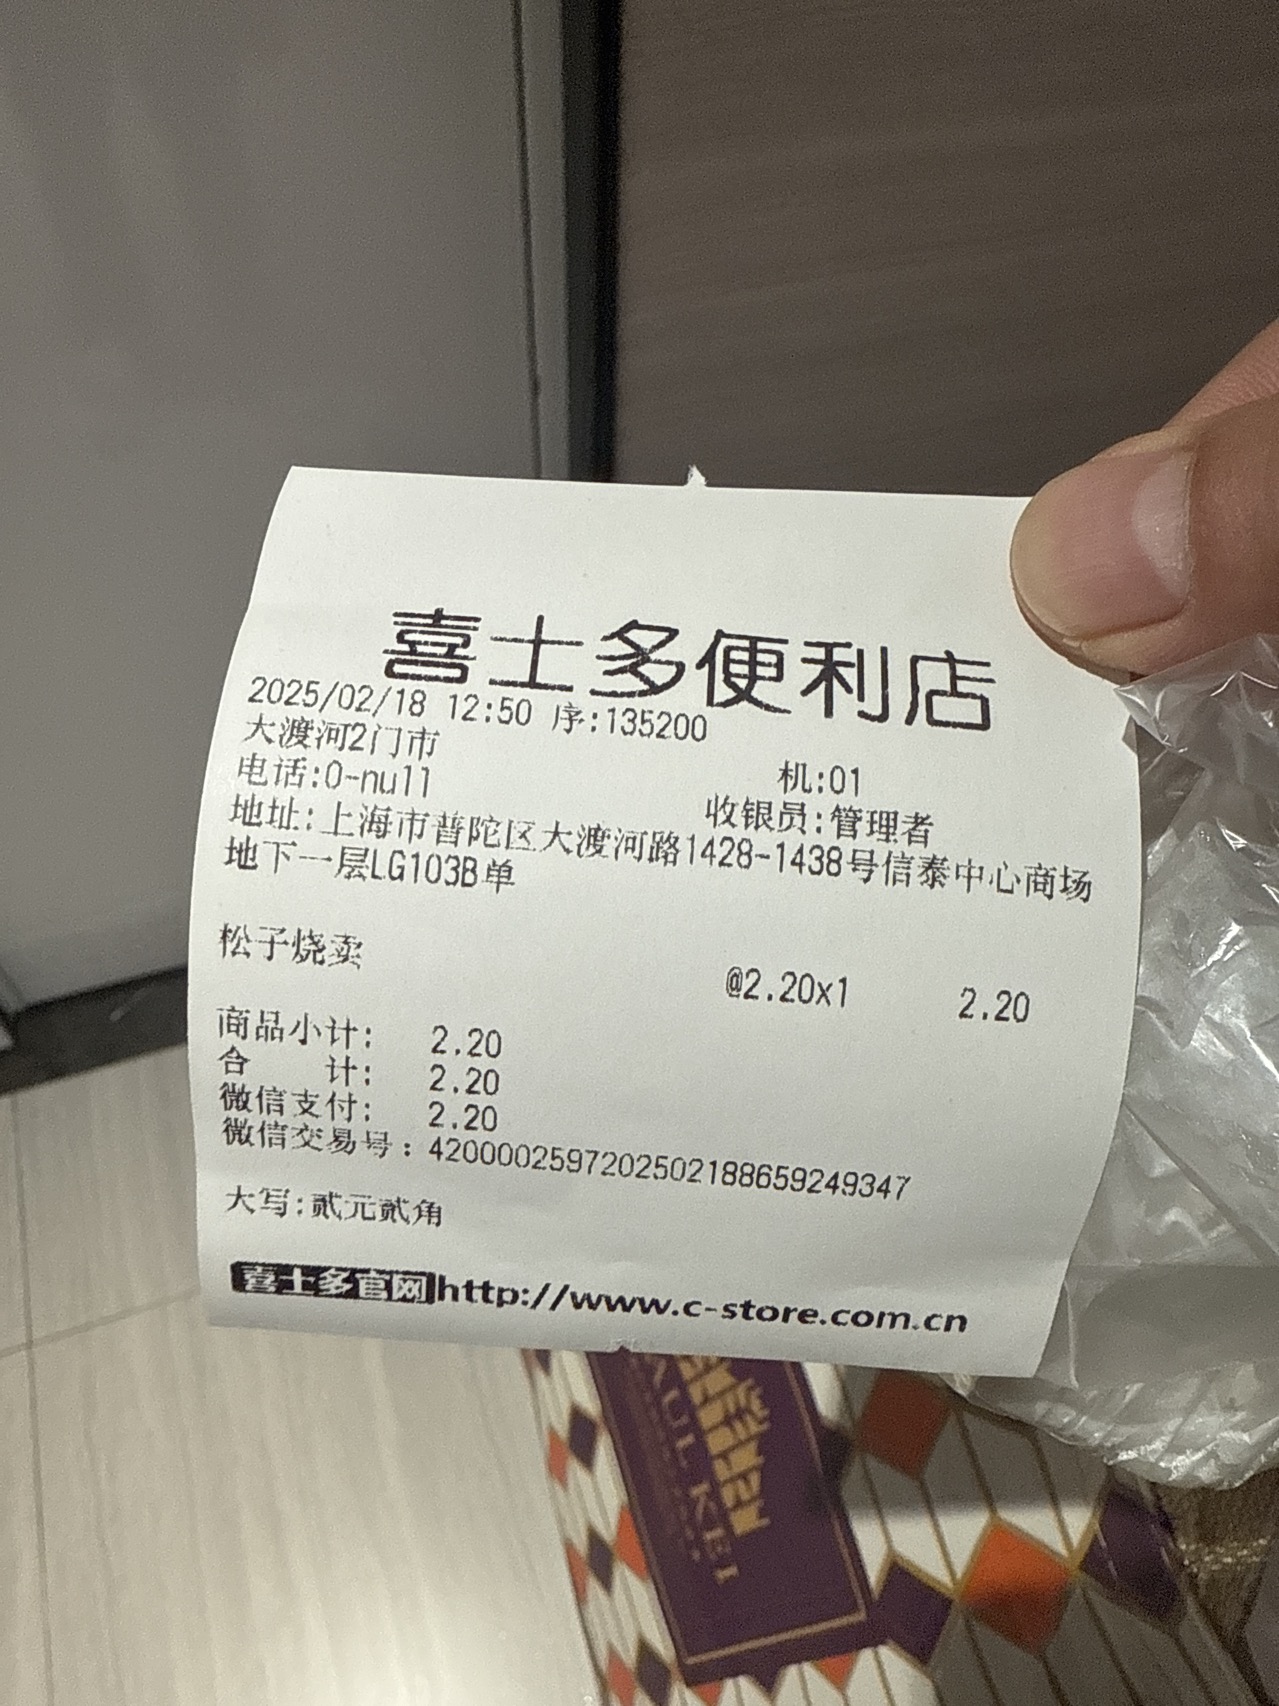 喜士多便利店
2025/02/18 12:50 序:135200
大渡河2门市 机:01
电话:0-null 收银员:管理者
地址:上海市普陀区大渡河路1428-1438号信泰中心商场
地下一层LG103B单
松子烧卖
@2.20x1 2.20
商品小计: 2.20
合 计: 2.20
微信支付: 2.20
微信交易号:4200002597202502188659249347
大写:贰元贰角
喜士多官网http://www.c-store.com.cn
AUL KEI